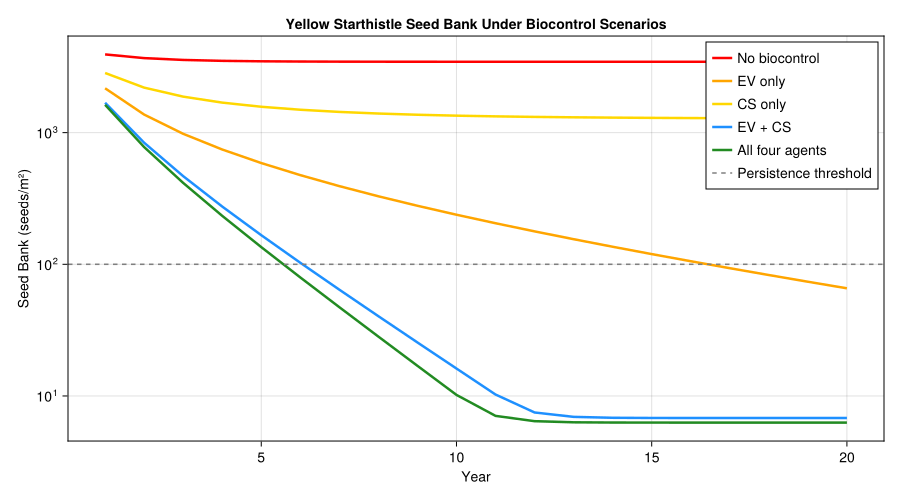 Yellow Starthistle Seed Bank Under Biocontrol Scenarios
Seed Bank (seeds/m²)
10³
10²
10¹
No biocontrol
EV only
CS only
EV + CS
All four agents
Persistence threshold
5
10
15
20
Year